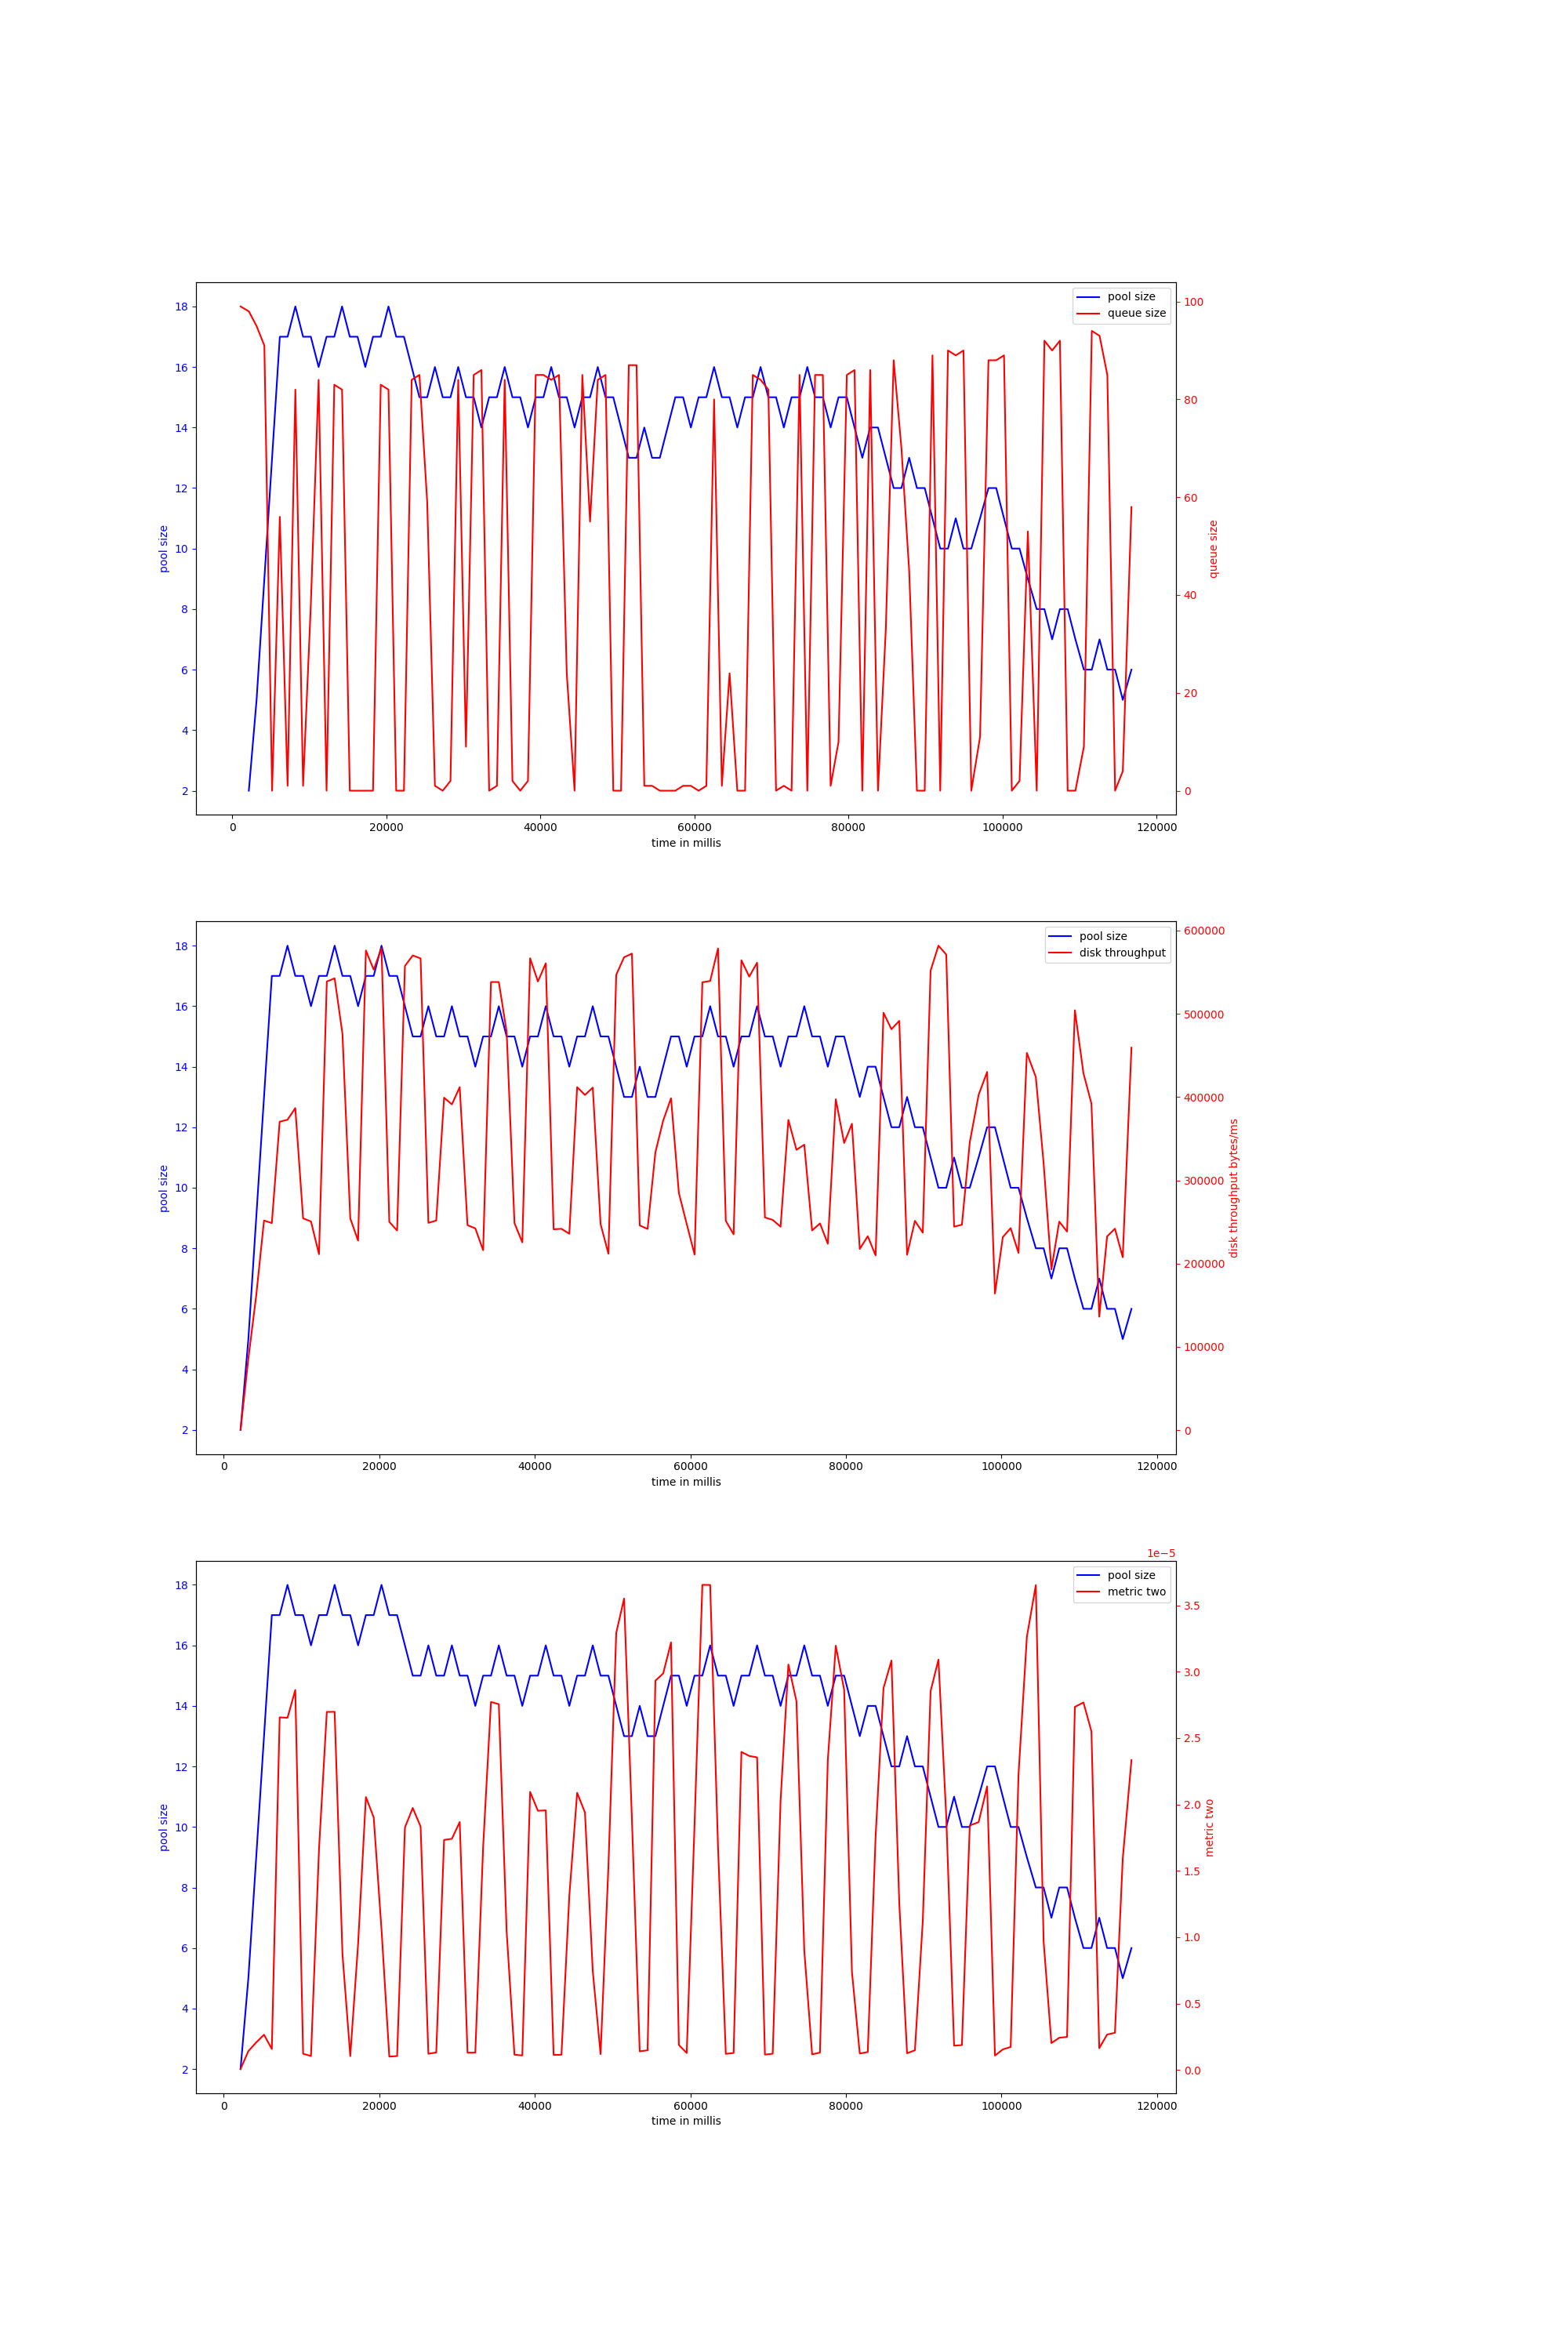 pool size
queue size
18
16
14
12
10
8
6
4
2
pool size
100
80
60
40
20
0
queue size
0 20000 40000 60000 80000 100000 120000
time in millis
pool size
disk throughput
18
16
14
12
10
8
6
4
2
pool size
600000
500000
400000
300000
200000
100000
0
disk throughput bytes/ms
0 20000 40000 60000 80000 100000 120000
time in millis
1e−5
pool size
metric two
18
16
14
12
10
8
6
4
2
pool size
3.5
3.0
2.5
2.0
1.5
1.0
0.5
0.0
metric two
0 20000 40000 60000 80000 100000 120000
time in millis